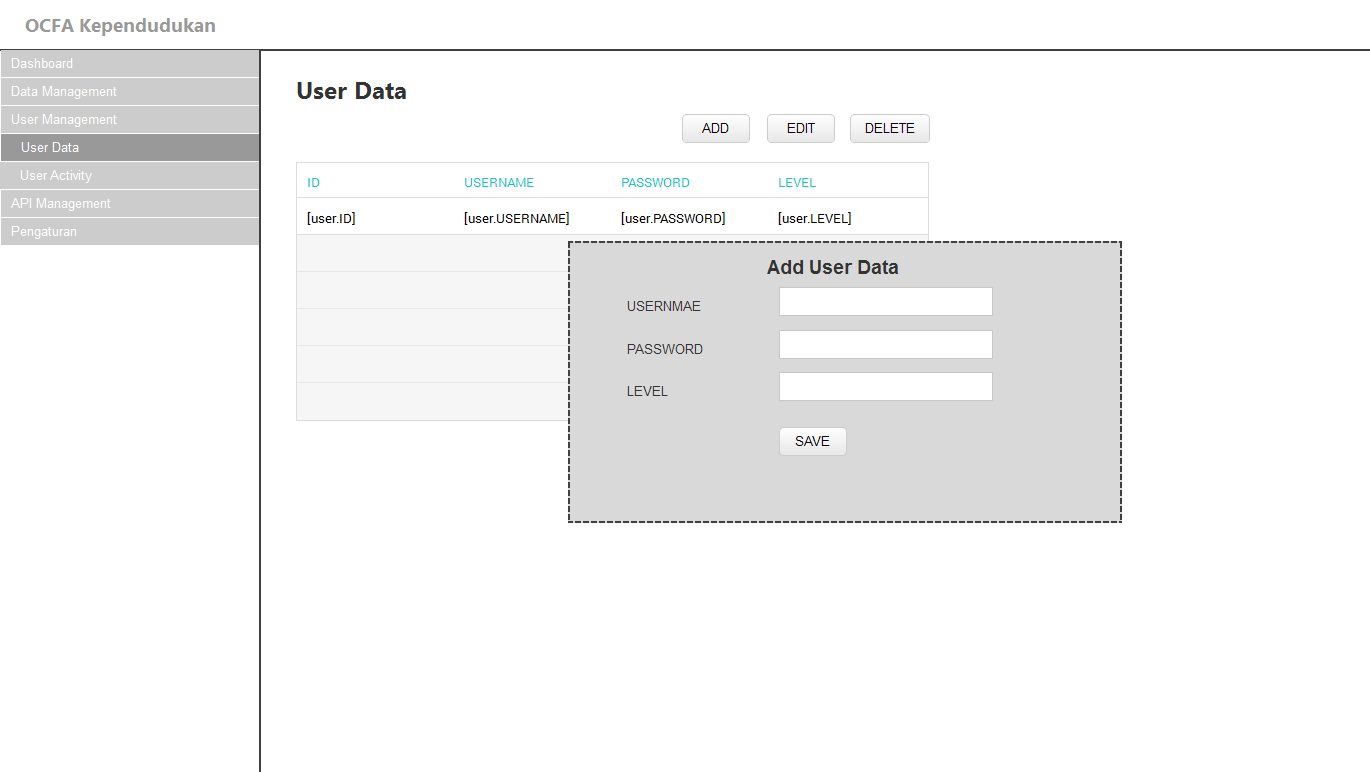 OCFA Kependudukan
Dashboard
Data Management
User Management
User Data
User Activity
API Management
Pengaturan
User Data
ADD EDIT DELETE
ID USERNAME PASSWORD LEVEL
[user.ID] [user.USERNAME] [user.PASSWORD] [user.LEVEL]
Add User Data
USERNMAE
PASSWORD
LEVEL
SAVE